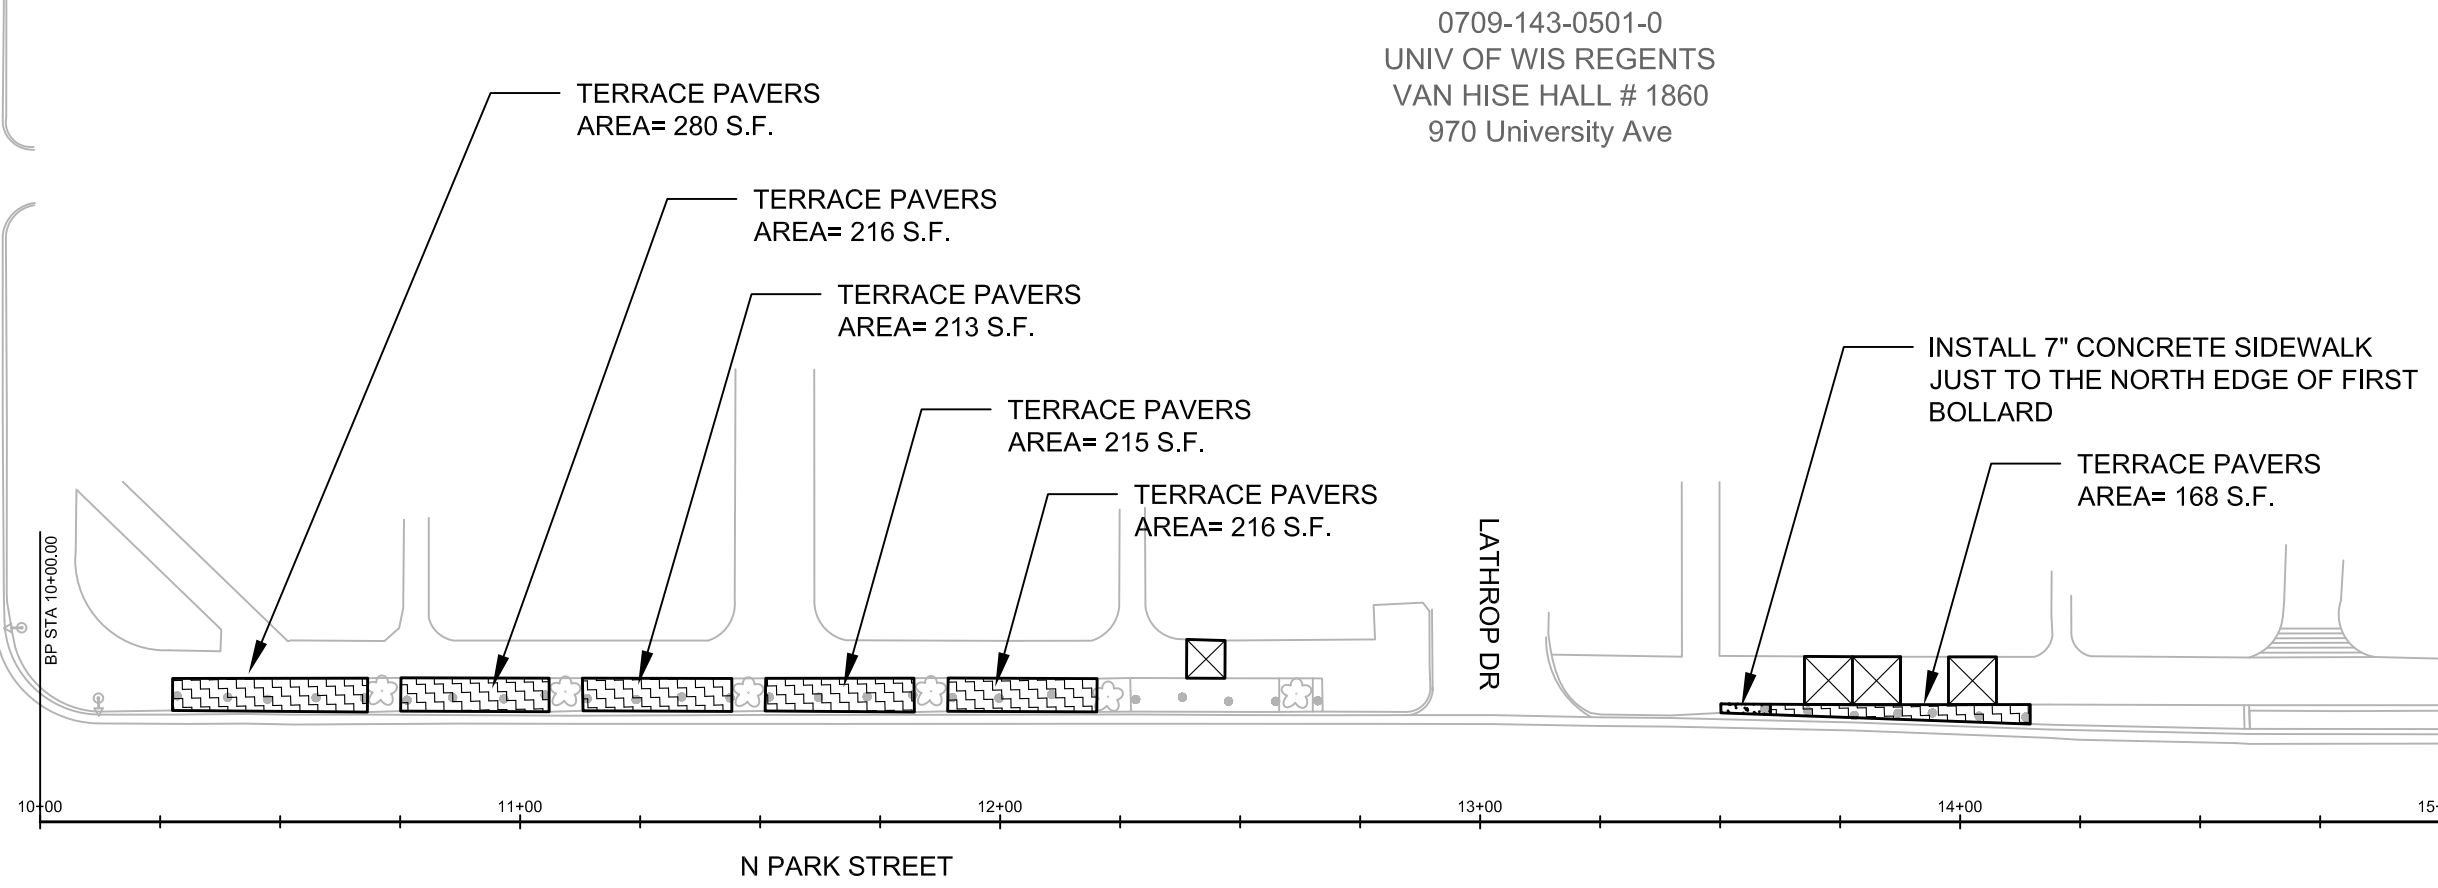 0709-143-0501-0
UNIV OF WIS REGENTS
VAN HISE HALL # 1860
970 University Ave
TERRACE PAVERS
AREA= 280 S.F.
TERRACE PAVERS
AREA= 216 S.F.
TERRACE PAVERS
AREA= 213 S.F.
TERRACE PAVERS
AREA= 215 S.F.
TERRACE PAVERS
AREA= 216 S.F.
INSTALL 7" CONCRETE SIDEWALK
JUST TO THE NORTH EDGE OF FIRST
BOLLARD
TERRACE PAVERS
AREA= 168 S.F.
LATHROP DR
BP STA 10+00.00
10+00
11+00
12+00
13+00
14+00
N PARK STREET